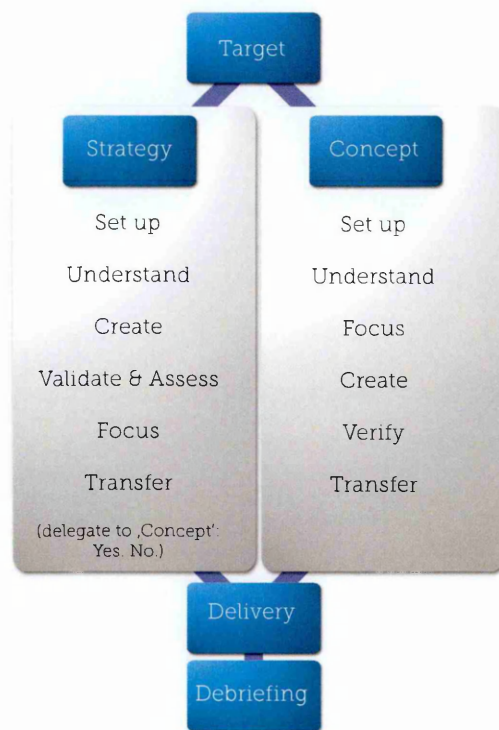 Target
Strategy
Set up
Understand
Create
Validate & Assess
Focus
Transfer
(delegate to ‚Concept':
Yes. No.)
Concept
Set up
Understand
Focus
Create
Verify
Transfer
Delivery
Debriefing